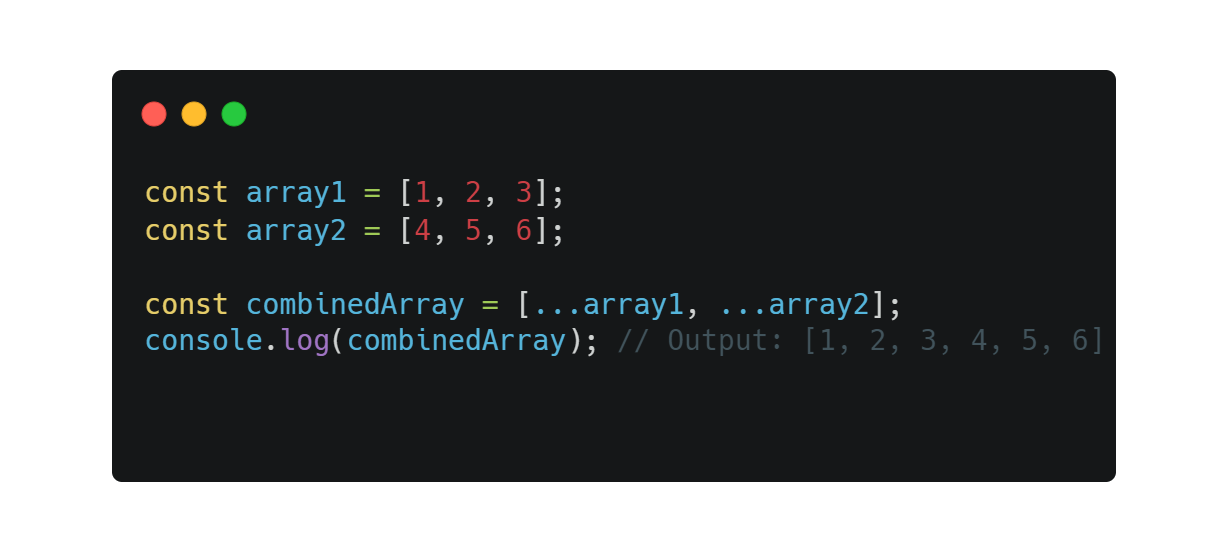 const array1 = [1, 2, 3];
const array2 = [4, 5, 6];
const combinedArray = [...array1, ...array2];
console.log(combinedArray); // Output: [1, 2, 3, 4, 5, 6]